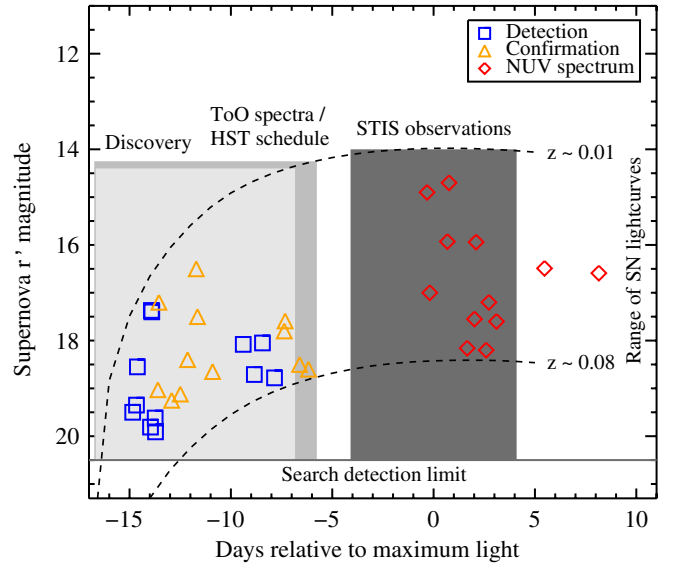 Detection
Confirmation
NUV spectrum
Discovery
ToO spectra /
HST schedule
STIS observations
z ~ 0.01
z ~ 0.08
Range of SN lightcurves
Search detection limit
Supernova r’ magnitude
12
14
16
18
20
−15
−10
−5
0
5
10
Days relative to maximum light